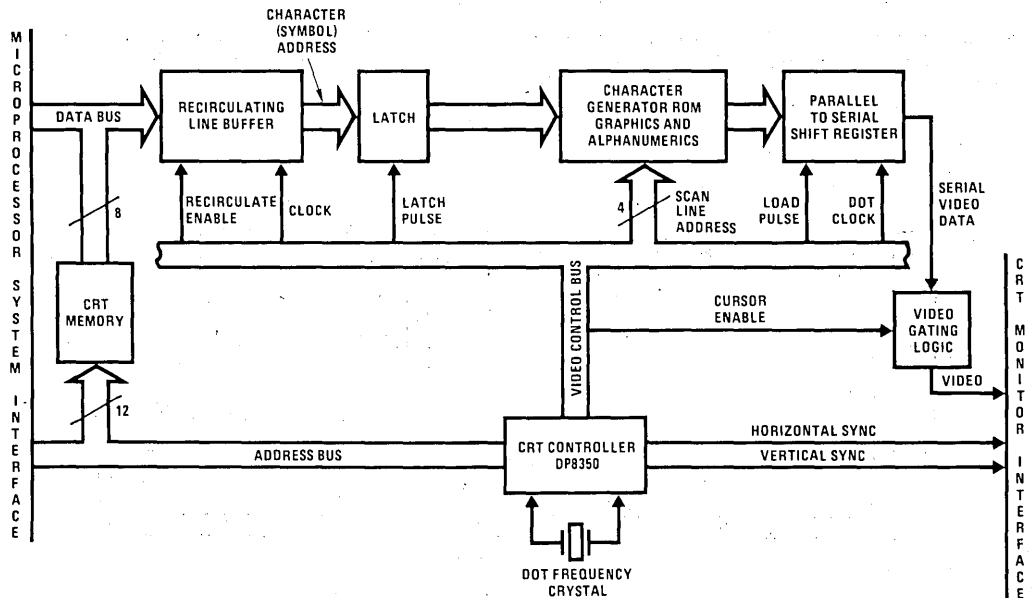 CHARACTER
(SYMBOL)
ADDRESS
MICROPROCESSOR SYSTEM INTERFACE
DATA BUS
RECIRCULATING
LINE BUFFER
LATCH
CHARACTER
GENERATOR ROM
GRAPHICS AND
ALPHANUMERICS
PARALLEL
TO SERIAL
SHIFT REGISTER
8
RECIRCULATE
ENABLE
CLOCK
LATCH
PULSE
4
SCAN
LINE
ADDRESS
LOAD
PULSE
DOT
CLOCK
SERIAL
VIDEO
DATA
CRT
MEMORY
VIDEO CONTROL BUS
CURSOR
ENABLE
VIDEO
GATING
LOGIC
VIDEO
CRT MONITOR INTERFACE
12
ADDRESS BUS
CRT CONTROLLER
DP8350
HORIZONTAL SYNC
VERTICAL SYNC
DOT FREQUENCY
CRYSTAL